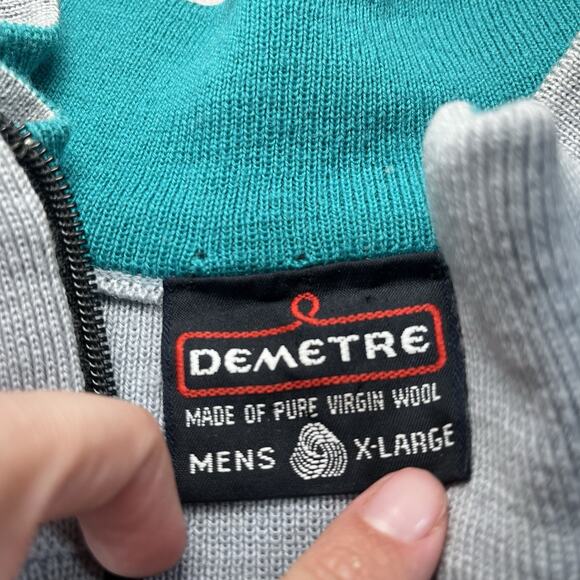 DEMETRE
MADE OF PURE VIRGIN WOOL
MENS X-LARGE